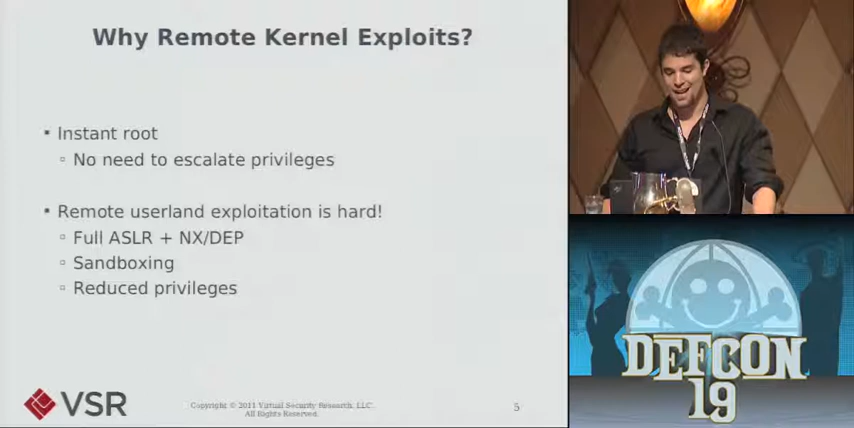 Why Remote Kernel Exploits?
▪ Instant root
▫ No need to escalate privileges
▪ Remote userland exploitation is hard!
▫ Full ASLR + NX/DEP
▫ Sandboxing
▫ Reduced privileges
VSR
Copyright © 2011 Virtual Security Research, LLC.
All Rights Reserved.
5
DEFCON
19